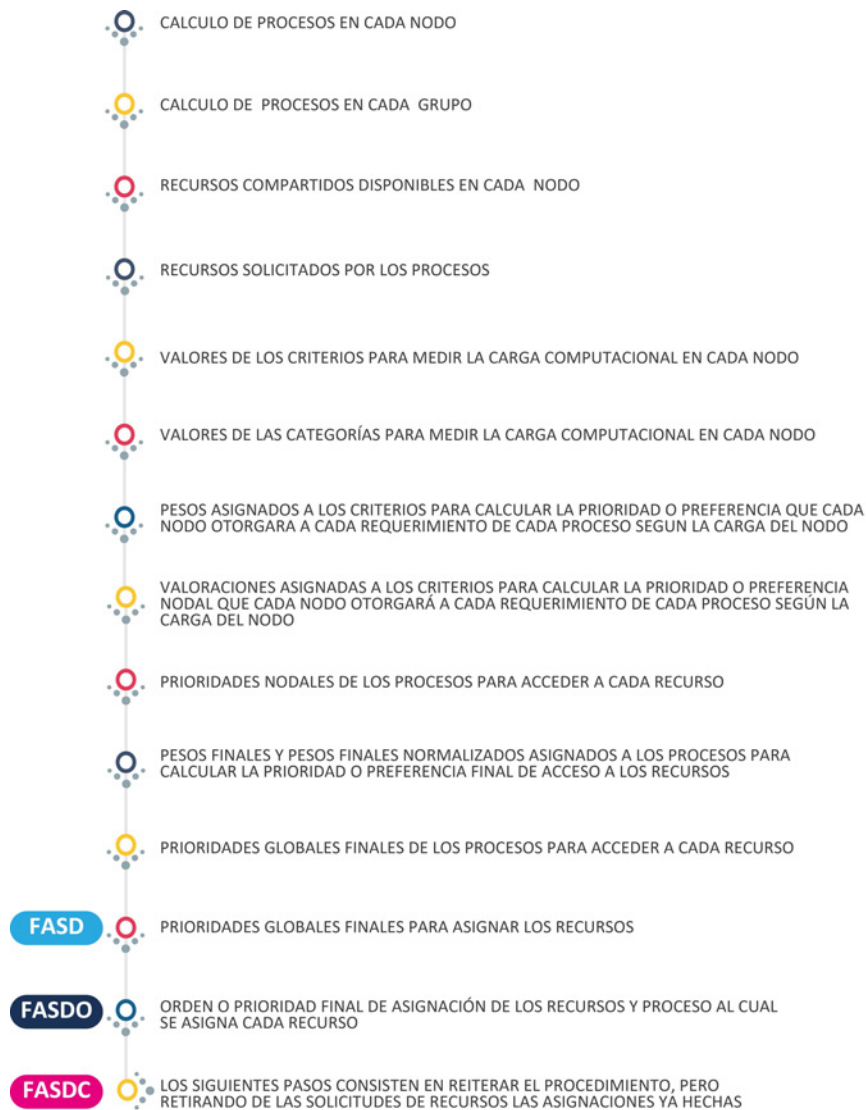 CALCULO DE PROCESOS EN CADA NODO
CALCULO DE PROCESOS EN CADA GRUPO
RECURSOS COMPARTIDOS DISPONIBLES EN CADA NODO
RECURSOS SOLICITADOS POR LOS PROCESOS
VALORES DE LOS CRITERIOS PARA MEDIR LA CARGA COMPUTACIONAL EN CADA NODO
VALORES DE LAS CATEGORÍAS PARA MEDIR LA CARGA COMPUTACIONAL EN CADA NODO
PESOS ASIGNADOS A LOS CRITERIOS PARA CALCULAR LA PRIORIDAD O PREFERENCIA QUE CADA
NODO OTORGARA A CADA REQUERIMIENTO DE CADA PROCESO SEGUN LA CARGA DEL NODO
VALORACIONES ASIGNADAS A LOS CRITERIOS PARA CALCULAR LA PRIORIDAD O PREFERENCIA
NODAL QUE CADA NODO OTORGARÁ A CADA REQUERIMIENTO DE CADA PROCESO SEGÚN LA
CARGA DEL NODO
PRIORIDADES NODALES DE LOS PROCESOS PARA ACCEDER A CADA RECURSO
PESOS FINALES Y PESOS FINALES NORMALIZADOS ASIGNADOS A LOS PROCESOS PARA
CALCULAR LA PRIORIDAD O PREFERENCIA FINAL DE ACCESO A LOS RECURSOS
PRIORIDADES GLOBALES FINALES DE LOS PROCESOS PARA ACCEDER A CADA RECURSO
FASD
PRIORIDADES GLOBALES FINALES PARA ASIGNAR LOS RECURSOS
FASDO
ORDEN O PRIORIDAD FINAL DE ASIGNACIÓN DE LOS RECURSOS Y PROCESO AL CUAL
SE ASIGNA CADA RECURSO
FASDC
LOS SIGUIENTES PASOS CONSISTEN EN REITERAR EL PROCEDIMIENTO, PERO
RETIRANDO DE LAS SOLICITUDES DE RECURSOS LAS ASIGNACIONES YA HECHAS